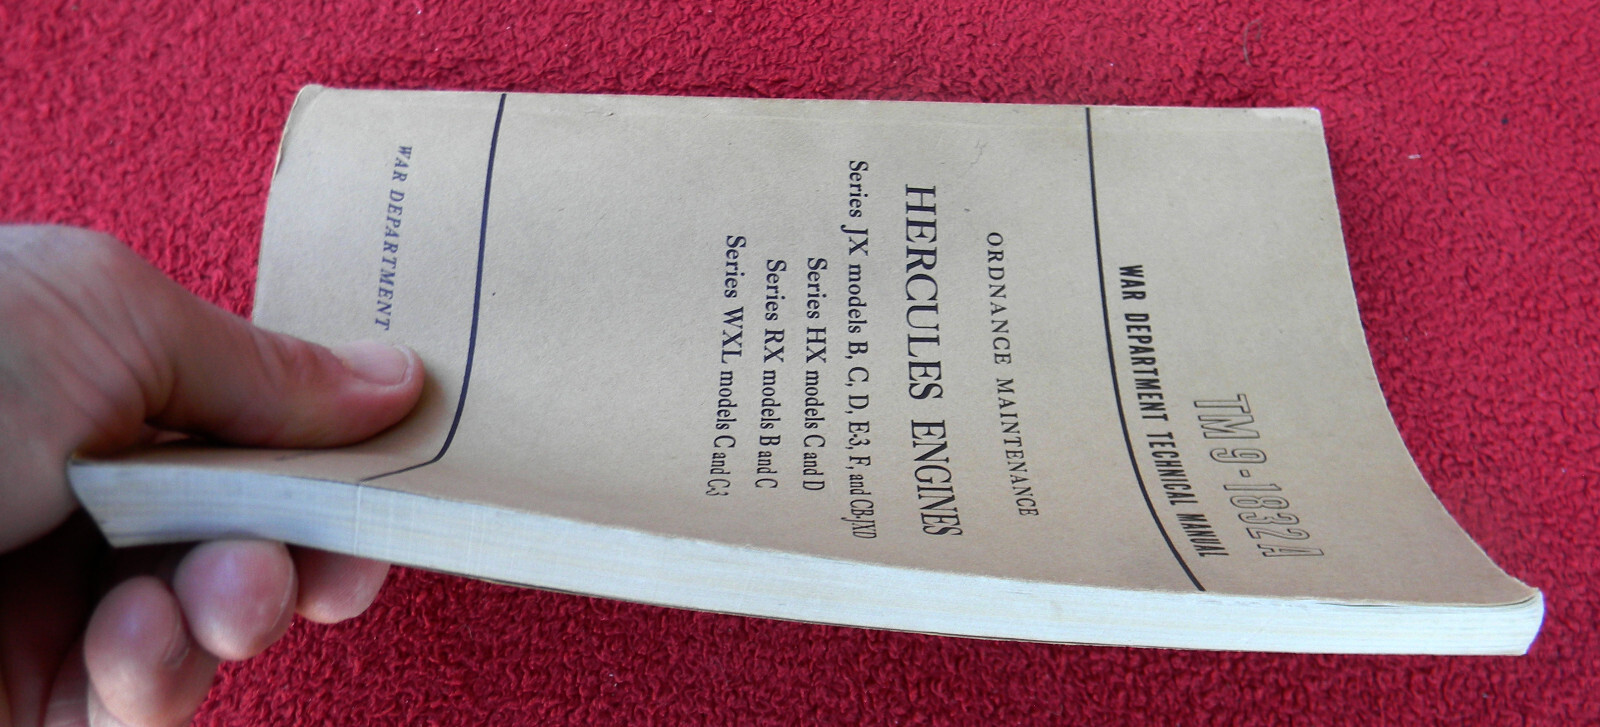 TM 9-1832A
WAR DEPARTMENT TECHNICAL MANUAL
ORDNANCE MAINTENANCE
HERCULES ENGINES
Series JX models B, C, D, E-3, F, and CB-JXD
Series HX models C and D
Series RX models B and C
Series WXL models C and C-3
WAR DEPARTMENT